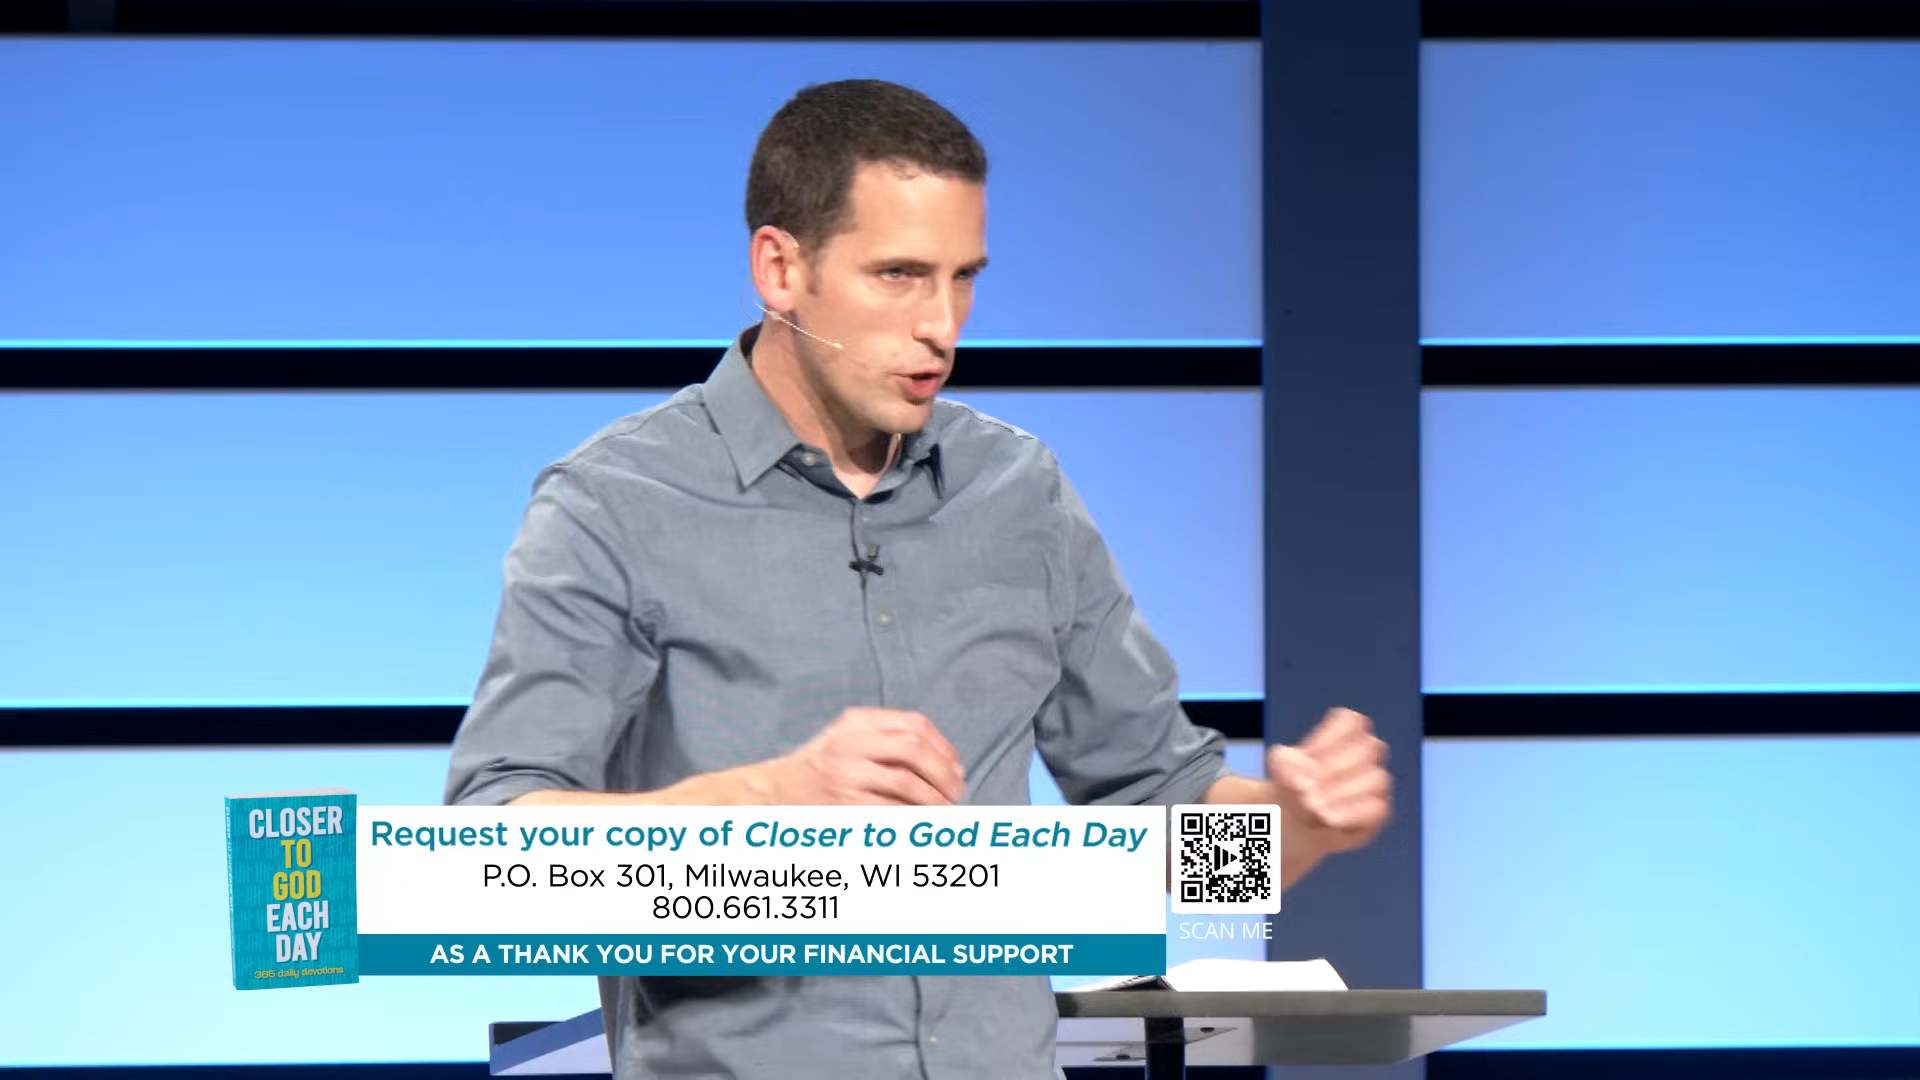 CLOSER
TO
GOD
EACH
DAY
365 daily devotions
Request your copy of Closer to God Each Day
P.O. Box 301, Milwaukee, WI 53201
800.661.3311
AS A THANK YOU FOR YOUR FINANCIAL SUPPORT
SCAN ME